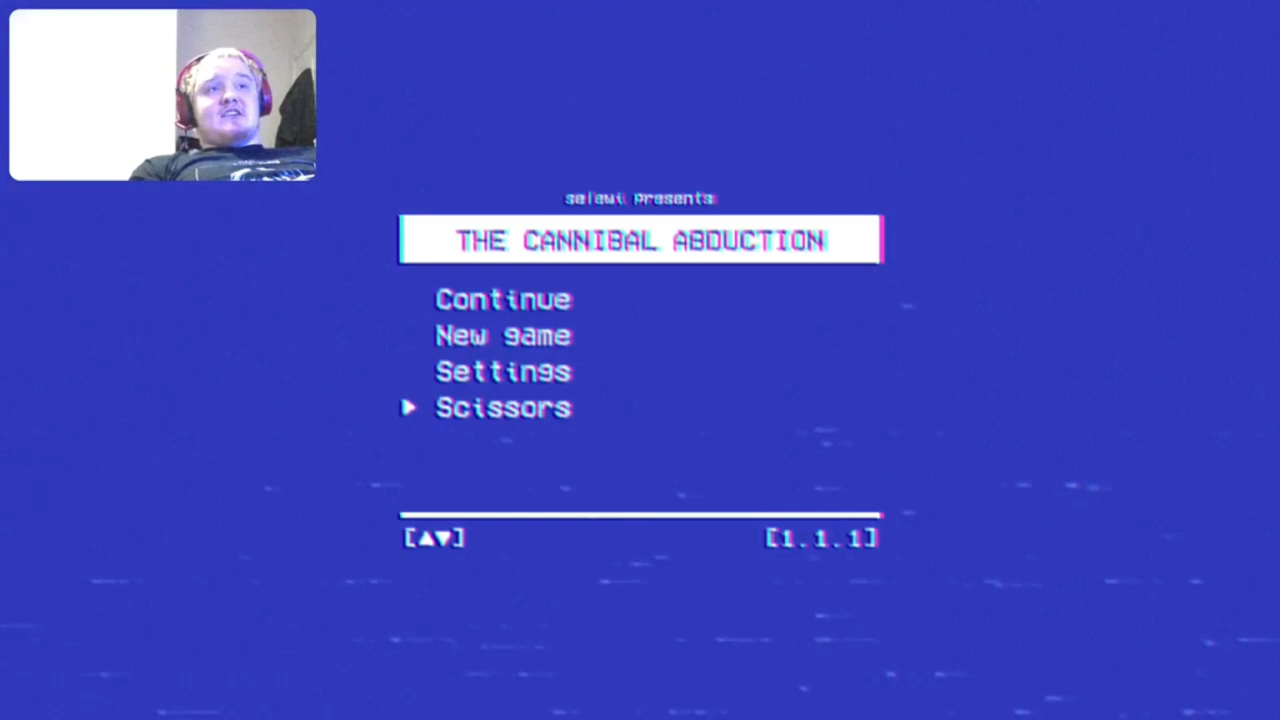 selewi presents
THE CANNIBAL ABDUCTION
Continue
New game
Settings
Scissors
[▲▼]
[1.1.1]